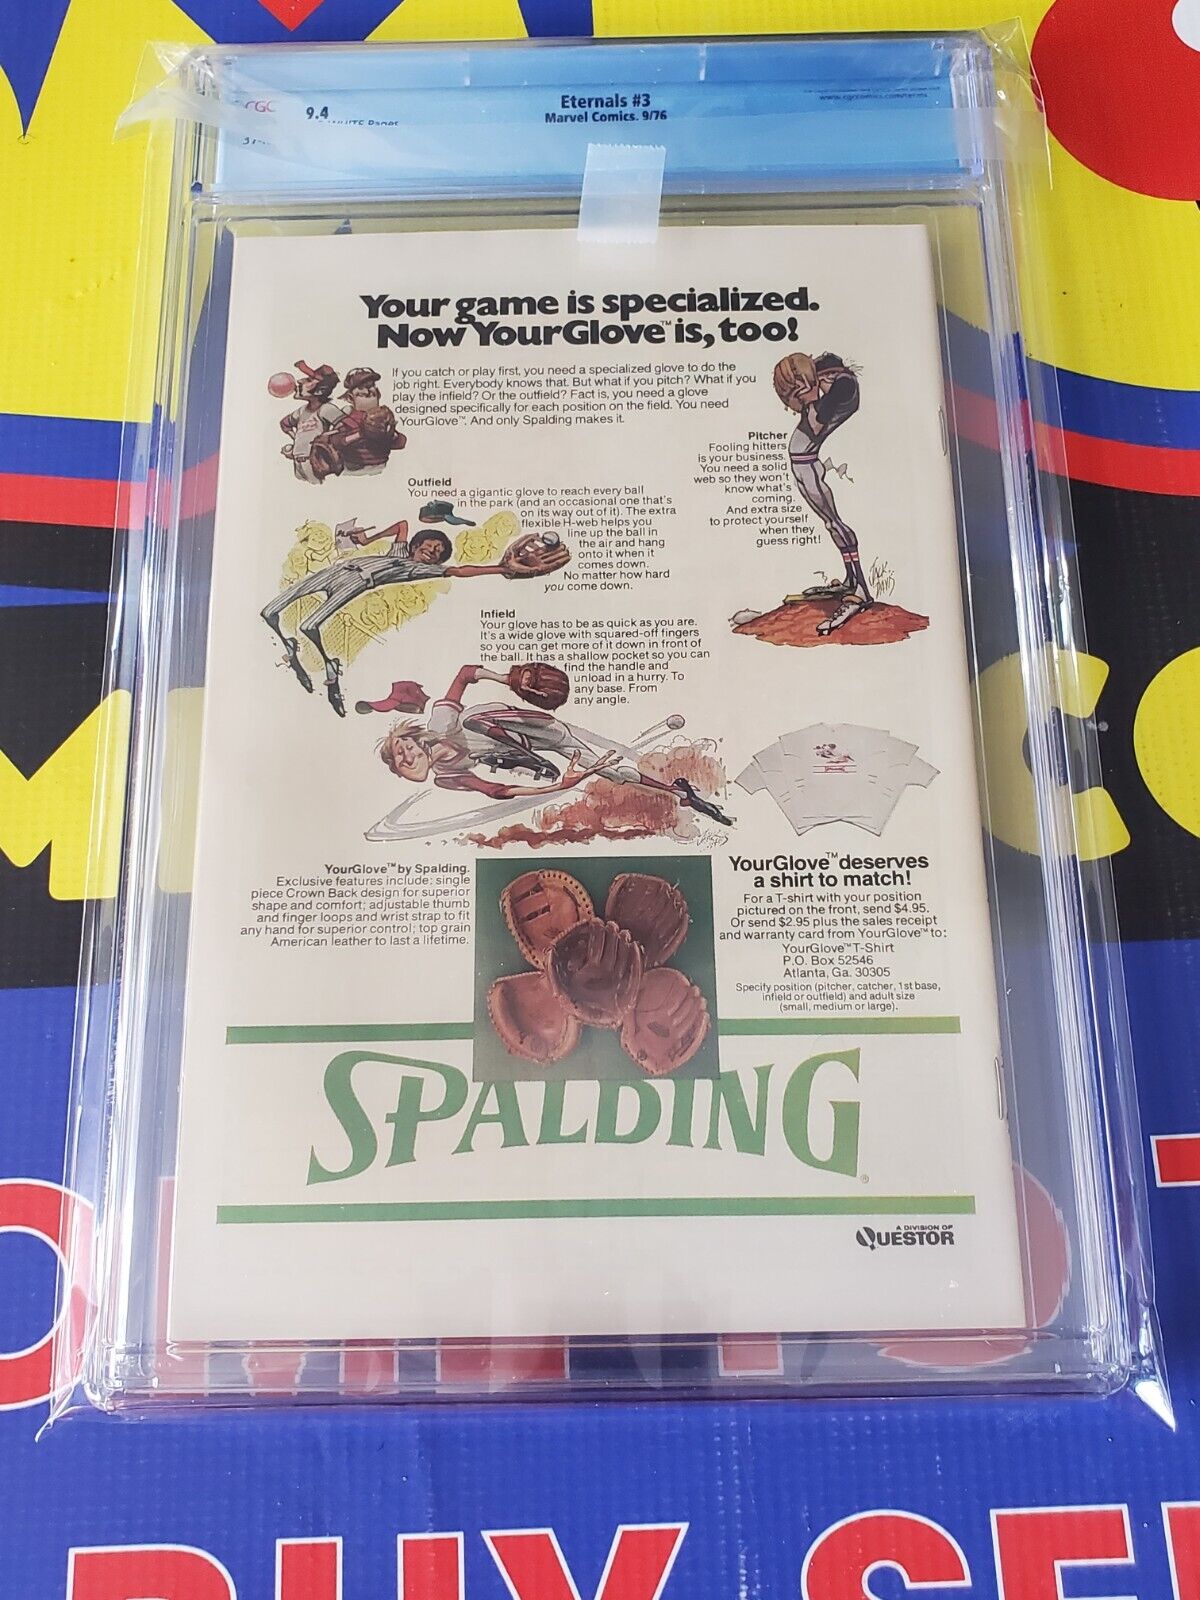 CGC
9.4
WHITE Pages
Eternals #3
Marvel Comics, 9/76
www.cgccomics.com/terms
Your game is specialized.
Now YourGlove™ is, too!
If you catch or play first, you need a specialized glove to do the
job right. Everybody knows that. But what if you pitch? What if you
play the infield? Or the outfield? Fact is, you need a glove
designed specifically for each position on the field. You need
YourGlove™. And only Spalding makes it.
Pitcher
Fooling hitters
is your business.
You need a solid
web so they won't
know what's
coming.
And extra size
to protect yourself
when they
guess right!
JACK DAVIS
Outfield
You need a gigantic glove to reach every ball
in the park (and an occasional one that's
on its way out of it). The extra
flexible H-web helps you
line up the ball in
the air and hang
onto it when it
comes down.
No matter how hard
you come down.
Infield
Your glove has to be as quick as you are.
It's a wide glove with squared-off fingers
so you can get more of it down in front of
the ball. It has a shallow pocket so you can
find the handle and
unload in a hurry. To
any base. From
any angle.
SPALDING
YourGlove™ by Spalding.
Exclusive features include: single
piece Crown Back design for superior
shape and comfort; adjustable thumb
and finger loops and wrist strap to fit
any hand for superior control; top grain
American leather to last a lifetime.
YourGlove™ deserves
a shirt to match!
For a T-shirt with your position
pictured on the front, send $4.95.
Or send $2.95 plus the sales receipt
and warranty card from YourGlove™ to:
YourGlove™ T-Shirt
P.O. Box 52546
Atlanta, Ga. 30305
Specify position (pitcher, catcher, 1st base,
infield or outfield) and adult size
(small, medium or large).
SPALDING®
A DIVISION OF
QUESTOR
BUY SE